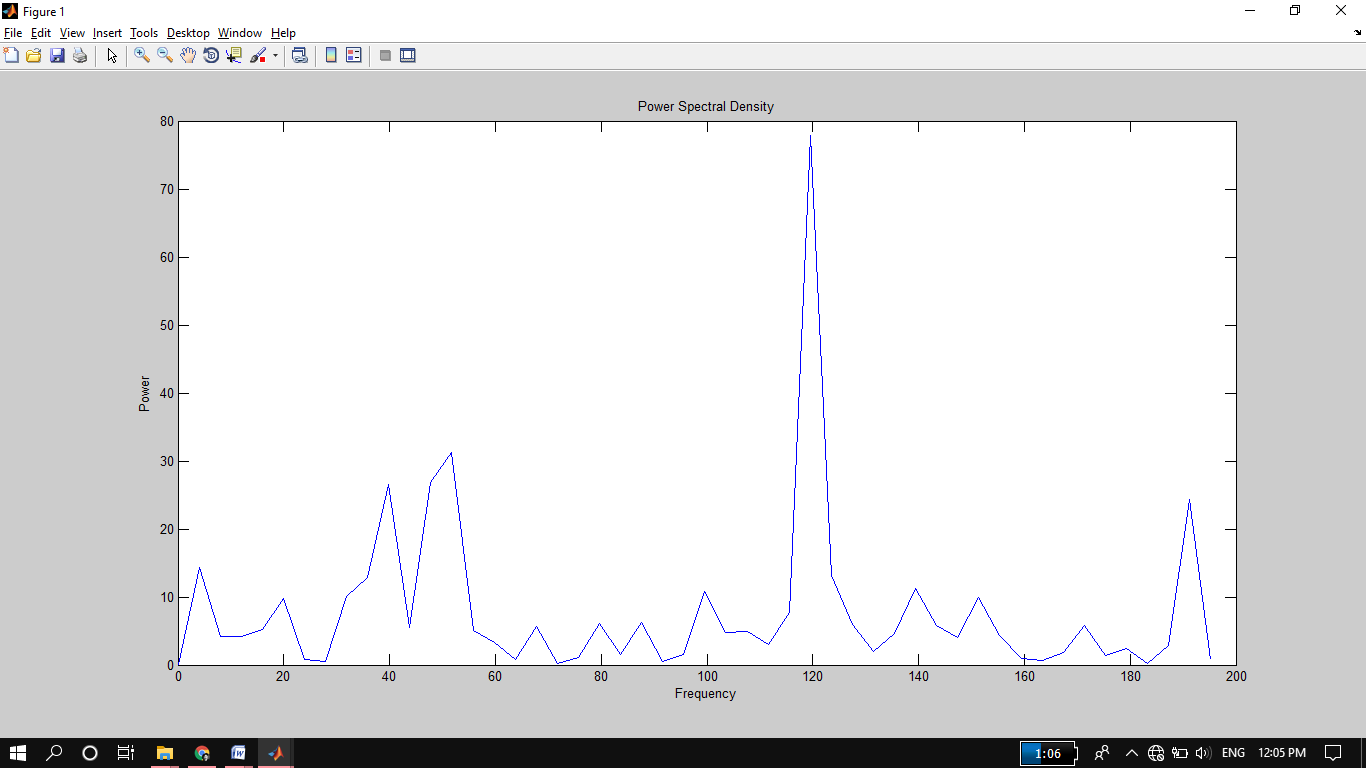 Figure 1
File Edit View Insert Tools Desktop Window Help
Power Spectral Density
80
70
60
50
40
30
20
10
0
Power
0 20 40 60 80 100 120 140 160 180 200
Frequency
1:06 ENG 12:05 PM